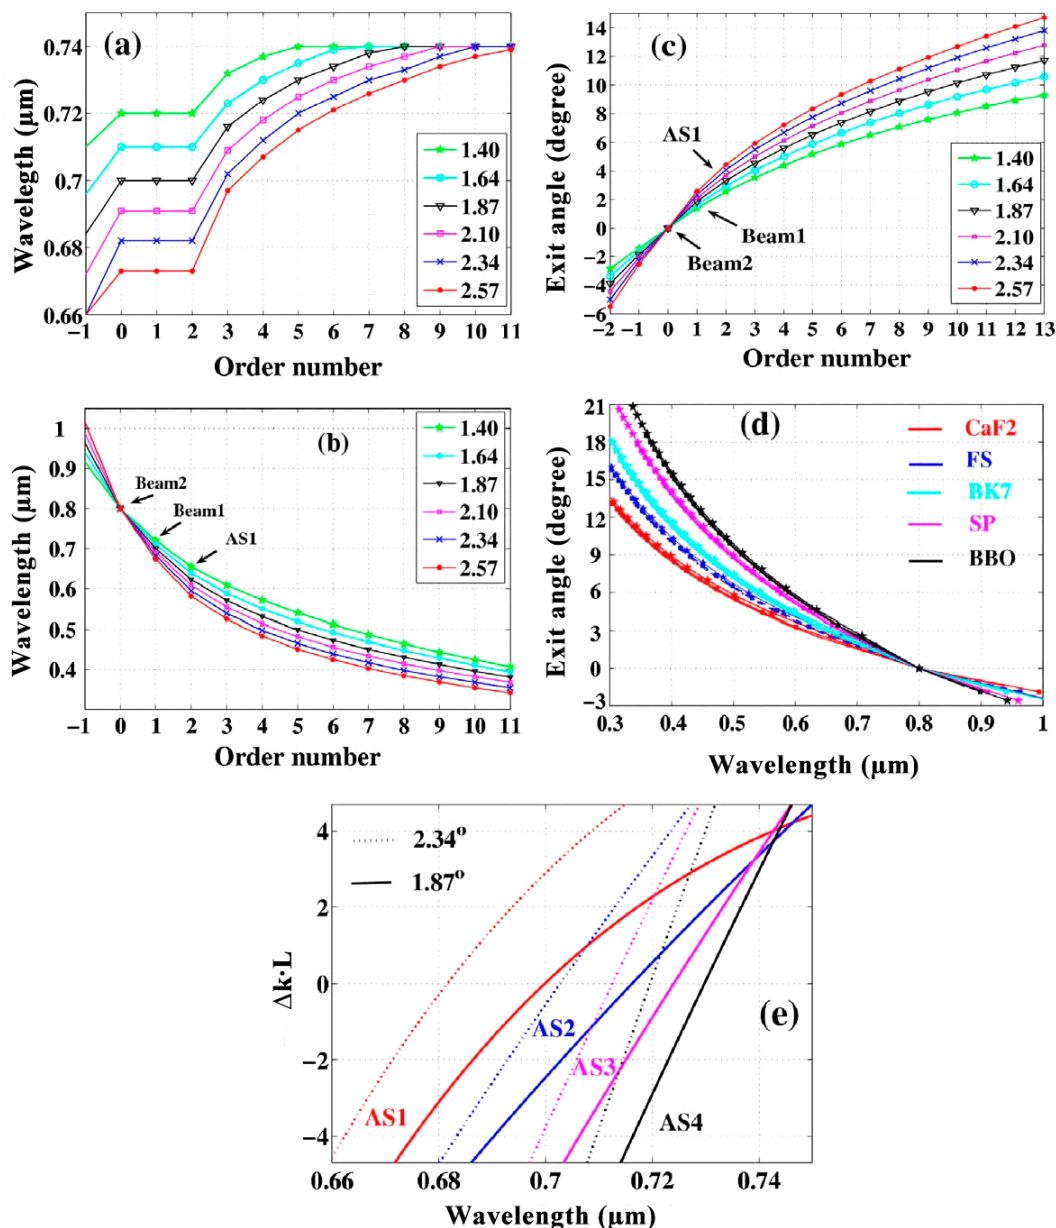 (a)
0.74
0.72
0.7
0.68
0.66
Wavelegth (μm)
1.40
1.64
1.87
2.10
2.34
2.57
−1 0 1 2 3 4 5 6 7 8 9 10 11
Order number
(c)
14
12
10
8
6
4
2
0
−2
−4
−6
Exit angle (degree)
AS1
Beam1
Beam2
1.40
1.64
1.87
2.10
2.34
2.57
−2 −1 0 1 2 3 4 5 6 7 8 9 10 11 12 13
Order number
(b)
1
0.9
0.8
0.7
0.6
0.5
0.4
Wavelength (μm)
Beam2
Beam1
AS1
1.40
1.64
1.87
2.10
2.34
2.57
−1 0 1 2 3 4 5 6 7 8 9 10 11
Order number
(d)
21
18
15
12
9
6
3
0
−3
Exit angle (degree)
CaF2
FS
BK7
SP
BBO
0.3 0.4 0.5 0.6 0.7 0.8 0.9 1
Wavelength (μm)
4
2
0
−2
−4
Δk·L
2.34º
1.87º
(e)
AS1
AS2
AS3
AS4
0.66 0.68 0.7 0.72 0.74
Wavelength (μm)